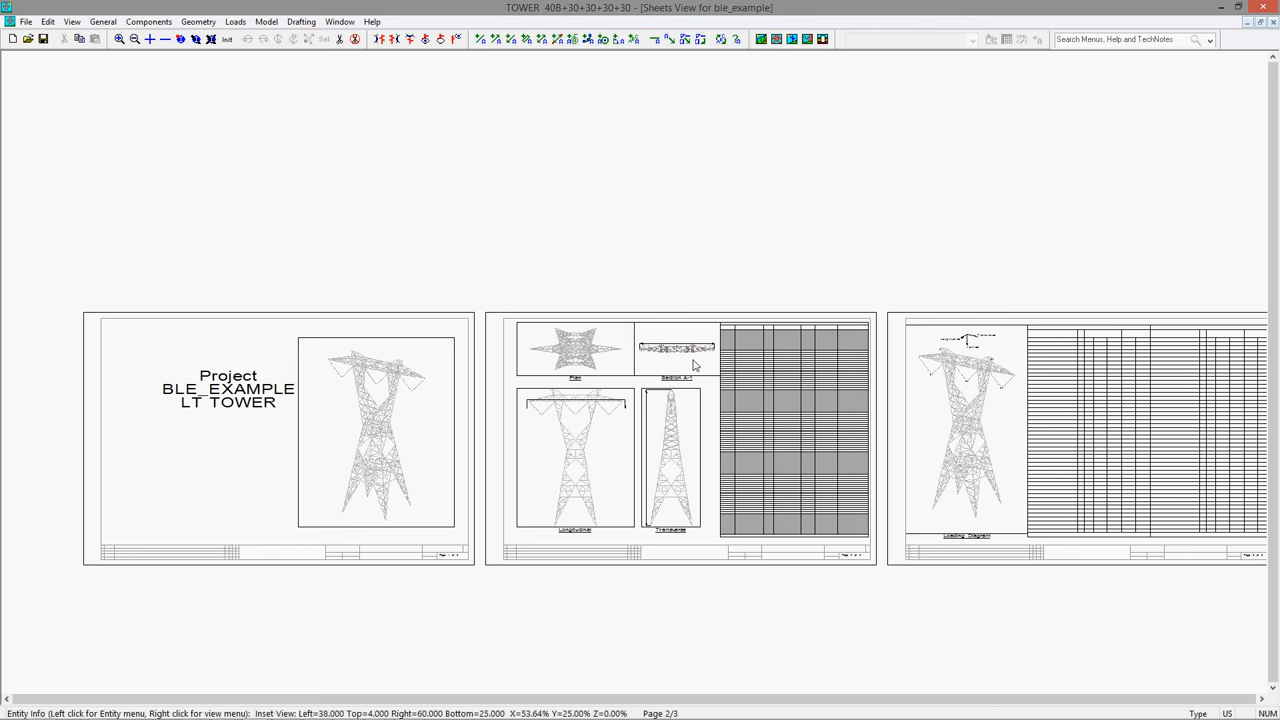 TOWER 40B+30+30+30+30 - [Sheets View for ble_example]
File Edit View General Components Geometry Loads Model Drafting Window Help
Init Set Search Menus, Help and TechNotes
Project
BLE_EXAMPLE
LT TOWER
Plan Section A-1
Longitudinal Transverse
Loading Diagram
Entity Info (Left click for Entity menu, Right click for view menu): Inset View: Left=38.000 Top=4.000 Right=60.000 Bottom=25.000 X=53.64% Y=25.00% Z=0.00% Page 2/3 Type US NUM